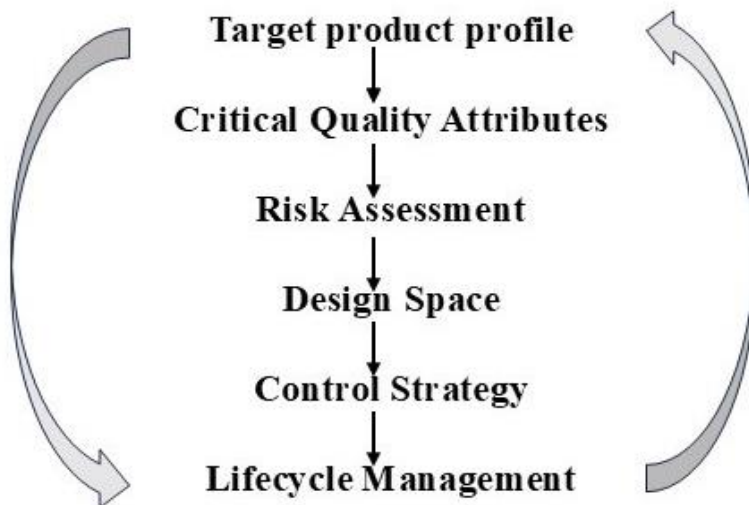 Target product profile
Critical Quality Attributes
Risk Assessment
Design Space
Control Strategy
Lifecycle Management